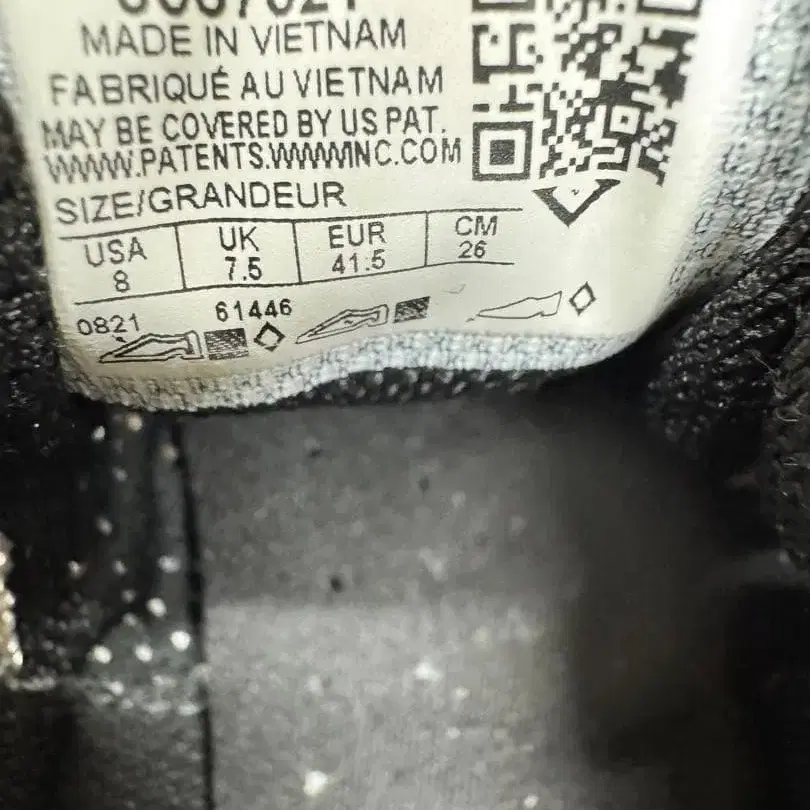 MADE IN VIETNAM
FABRIQUÉ AU VIETNAM
MAY BE COVERED BY US PAT.
WWW.PATENTS.WWWINC.COM
SIZE/GRANDEUR
USA UK EUR CM
8 7.5 41.5 26
0821 61446